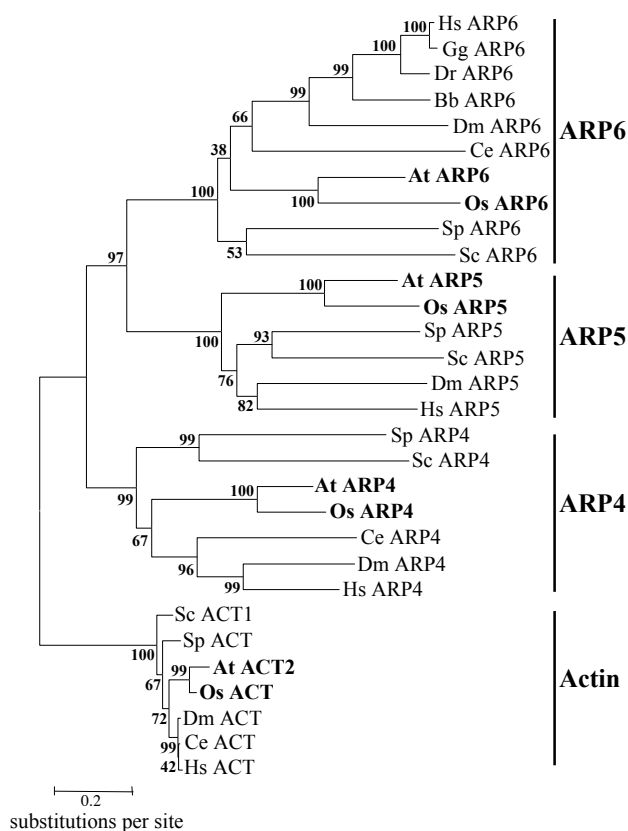 100
Hs ARP6
Gg ARP6
100
Dr ARP6
99
Bb ARP6
99
Dm ARP6
66
Ce ARP6
38
At ARP6
100
Os ARP6
100
Sp ARP6
53
Sc ARP6
ARP6
97
100
At ARP5
Os ARP5
100
93
Sp ARP5
Sc ARP5
76
Dm ARP5
82
Hs ARP5
ARP5
99
Sp ARP4
Sc ARP4
99
100
At ARP4
Os ARP4
67
Ce ARP4
96
Dm ARP4
99
Hs ARP4
ARP4
Sc ACT1
100
Sp ACT
67
99
At ACT2
Os ACT
72
Dm ACT
99
Ce ACT
42
Hs ACT
Actin
0.2
substitutions per site